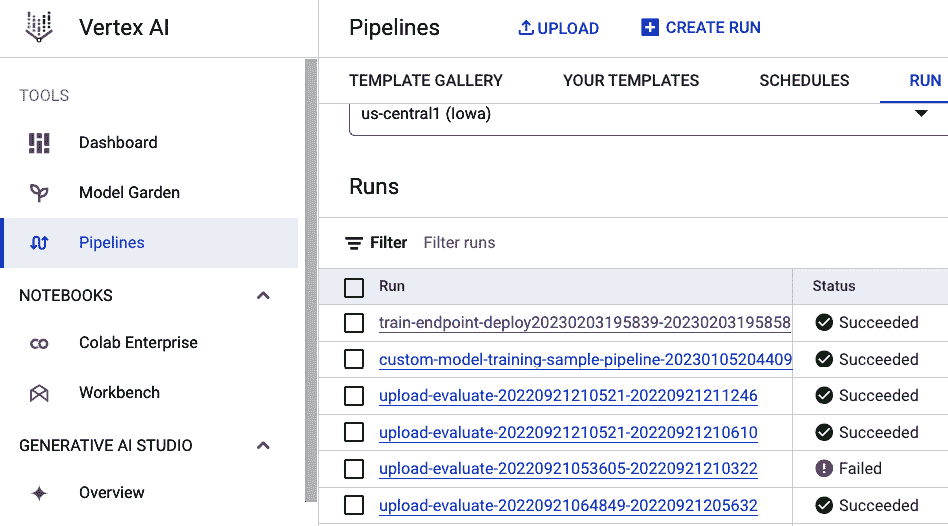 Vertex AI
TOOLS
Dashboard
Model Garden
Pipelines
NOTEBOOKS
Colab Enterprise
Workbench
GENERATIVE AI STUDIO
Overview
Pipelines
UPLOAD
CREATE RUN
TEMPLATE GALLERY
YOUR TEMPLATES
SCHEDULES
RUN
us-central1 (Iowa)
Runs
Filter Filter runs
Run Status
train-endpoint-deploy20230203195839-20230203195858 Succeeded
custom-model-training-sample-pipeline-20230105204409 Succeeded
upload-evaluate-20220921210521-20220921211246 Succeeded
upload-evaluate-20220921210521-20220921210610 Succeeded
upload-evaluate-20220921053605-20220921210322 Failed
upload-evaluate-20220921064849-20220921205632 Succeeded